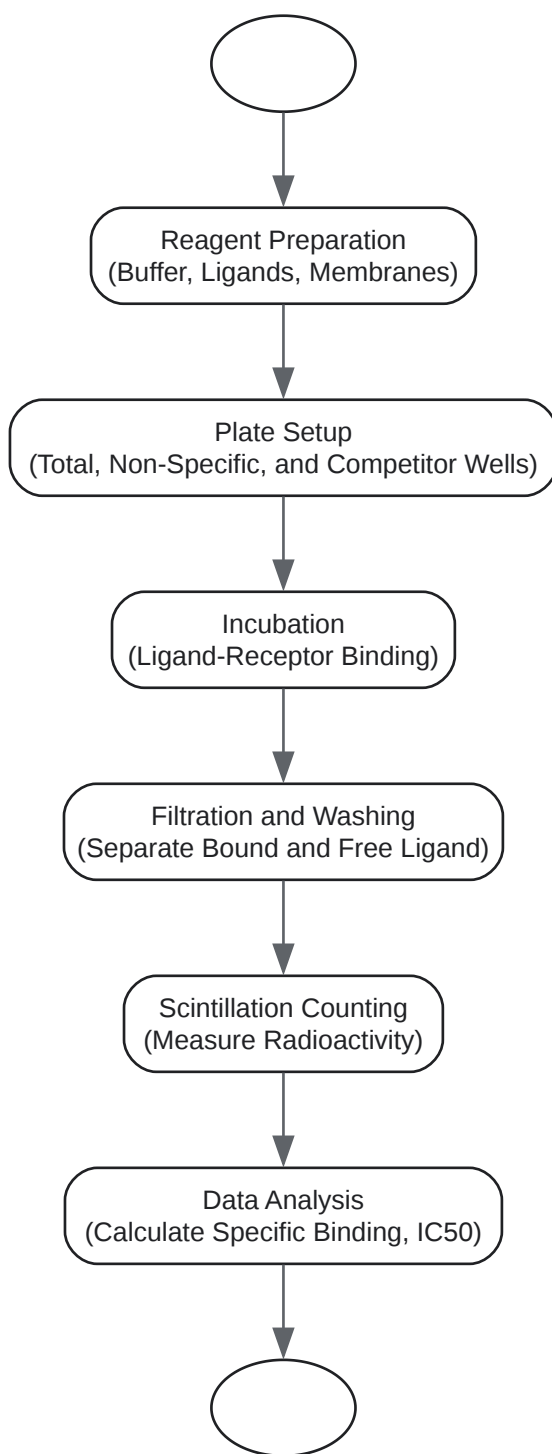 Reagent Preparation
(Buffer, Ligands, Membranes)
Plate Setup
(Total, Non-Specific, and Competitor Wells)
Incubation
(Ligand-Receptor Binding)
Filtration and Washing
(Separate Bound and Free Ligand)
Scintillation Counting
(Measure Radioactivity)
Data Analysis
(Calculate Specific Binding, IC50)